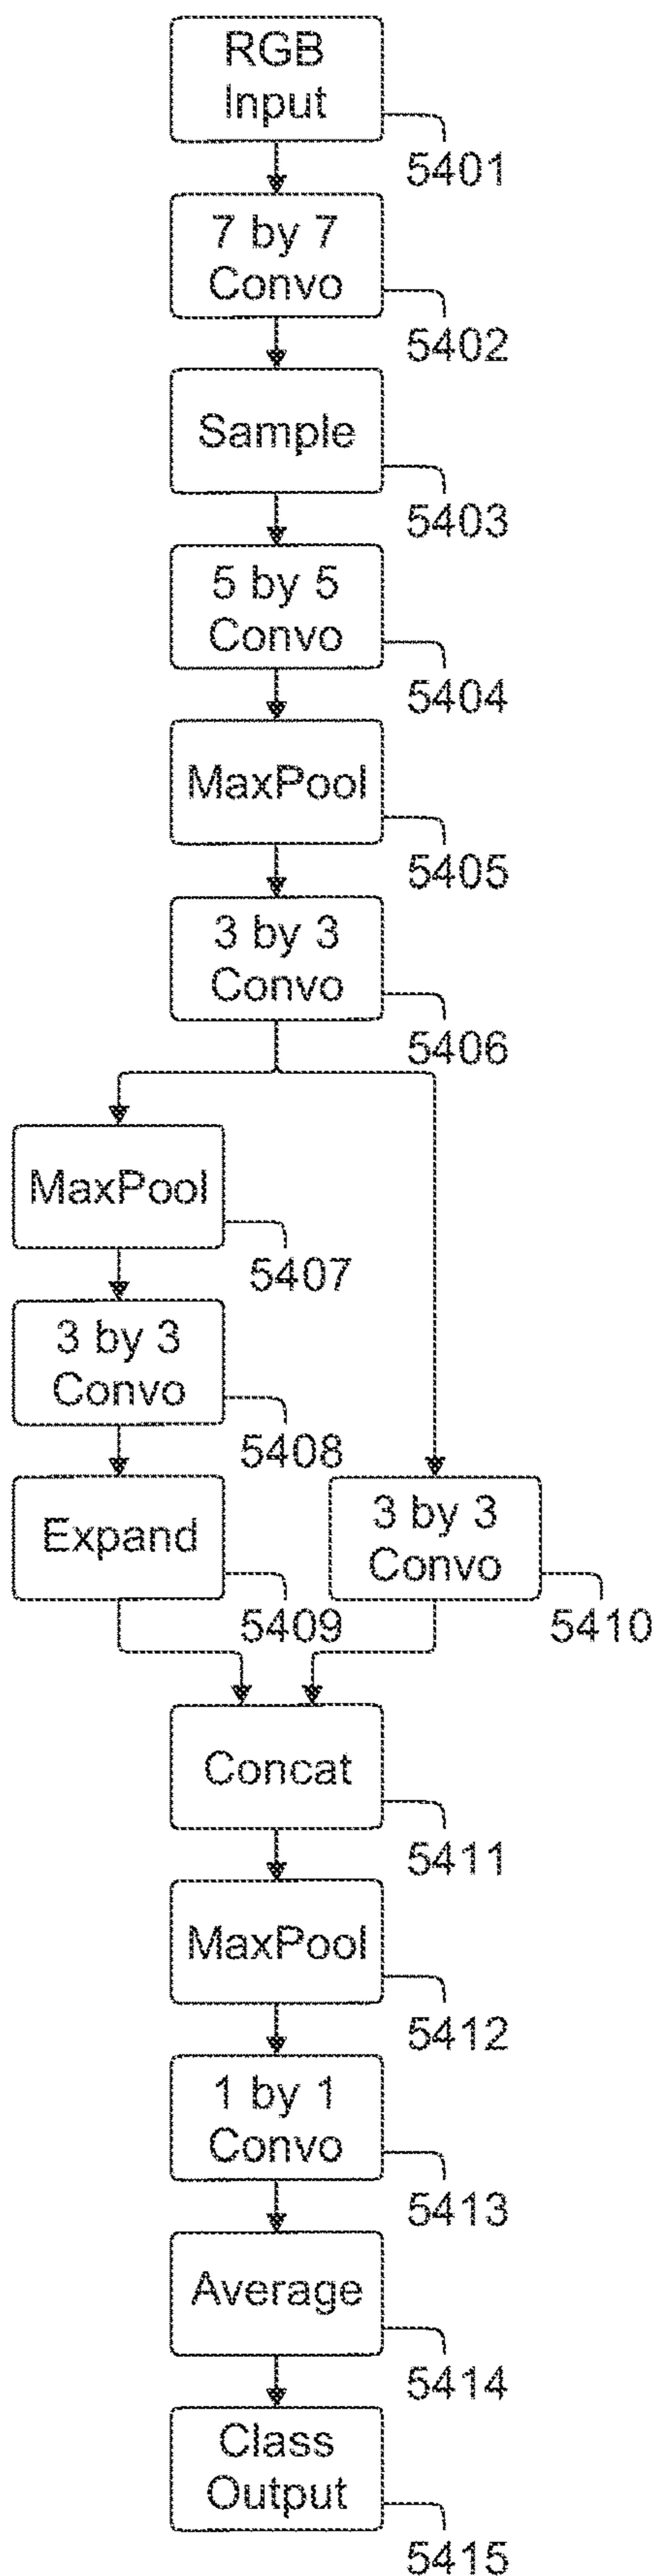 RGB
Input
5401
7 by 7
Convo
5402
Sample
5403
5 by 5
Convo
5404
MaxPool
5405
3 by 3
Convo
5406
MaxPool
5407
3 by 3
Convo
5408
Expand
5409
3 by 3
Convo
5410
Concat
5411
MaxPool
5412
1 by 1
Convo
5413
Average
5414
Class
Output
5415